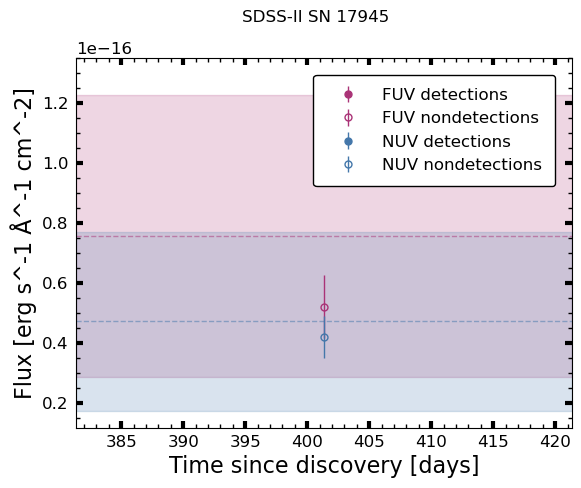 SDSS-II SN 17945
1e−16
FUV detections
FUV nondetections
NUV detections
NUV nondetections
1.2
1.0
0.8
0.6
0.4
0.2
Flux [erg s^-1 Å^-1 cm^-2]
385 390 395 400 405 410 415 420
Time since discovery [days]